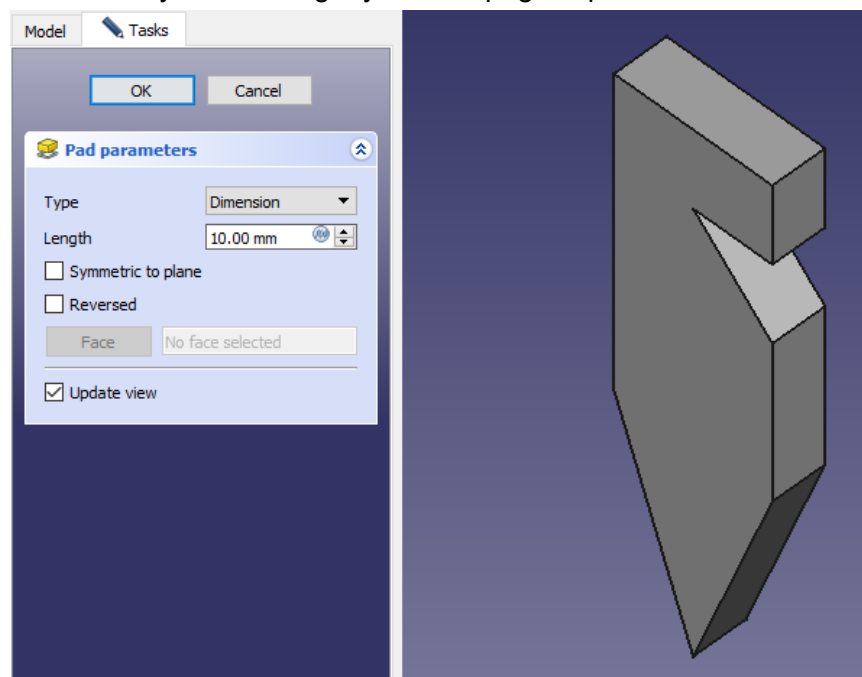 Model Tasks
OK Cancel
Pad parameters
Type Dimension
Length 10.00 mm
Symmetric to plane
Reversed
Face No face selected
Update view